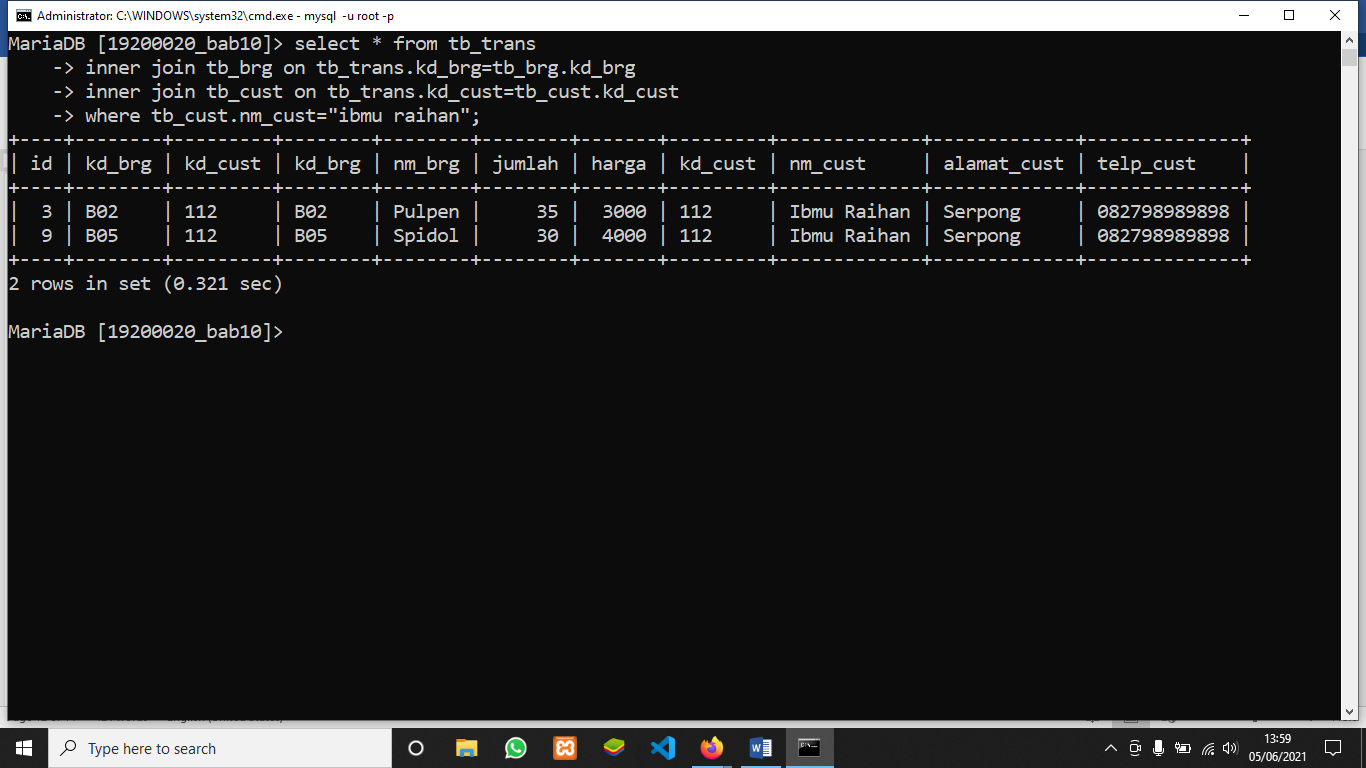 Administrator: C:\WINDOWS\system32\cmd.exe - mysql -u root -p
MariaDB [19200020_bab10]> select * from tb_trans
    -> inner join tb_brg on tb_trans.kd_brg=tb_brg.kd_brg
    -> inner join tb_cust on tb_trans.kd_cust=tb_cust.kd_cust
    -> where tb_cust.nm_cust="ibmu raihan";
+----+--------+---------+--------+--------+--------+-------+---------+-------------+-------------+--------------+
| id | kd_brg | kd_cust | kd_brg | nm_brg | jumlah | harga | kd_cust | nm_cust     | alamat_cust | telp_cust    |
+----+--------+---------+--------+--------+--------+-------+---------+-------------+-------------+--------------+
|  3 | B02    | 112     | B02    | Pulpen |     35 |  3000 | 112     | Ibmu Raihan | Serpong     | 082798989898 |
|  9 | B05    | 112     | B05    | Spidol |     30 |  4000 | 112     | Ibmu Raihan | Serpong     | 082798989898 |
+----+--------+---------+--------+--------+--------+-------+---------+-------------+-------------+--------------+
2 rows in set (0.321 sec)
MariaDB [19200020_bab10]>
Type here to search
13:59
05/06/2021